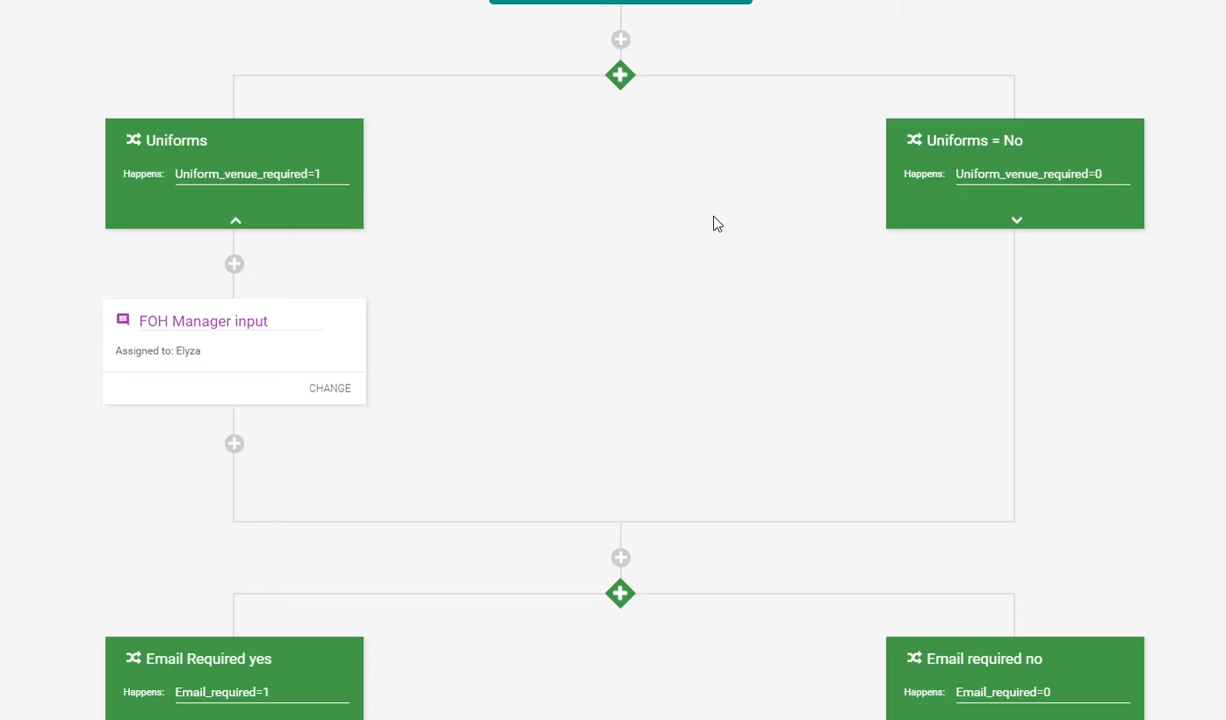 Uniforms
Happens: Uniform_venue_required=1
Uniforms = No
Happens: Uniform_venue_required=0
FOH Manager input
Assigned to: Elyza
CHANGE
Email Required yes
Happens: Email_required=1
Email required no
Happens: Email_required=0